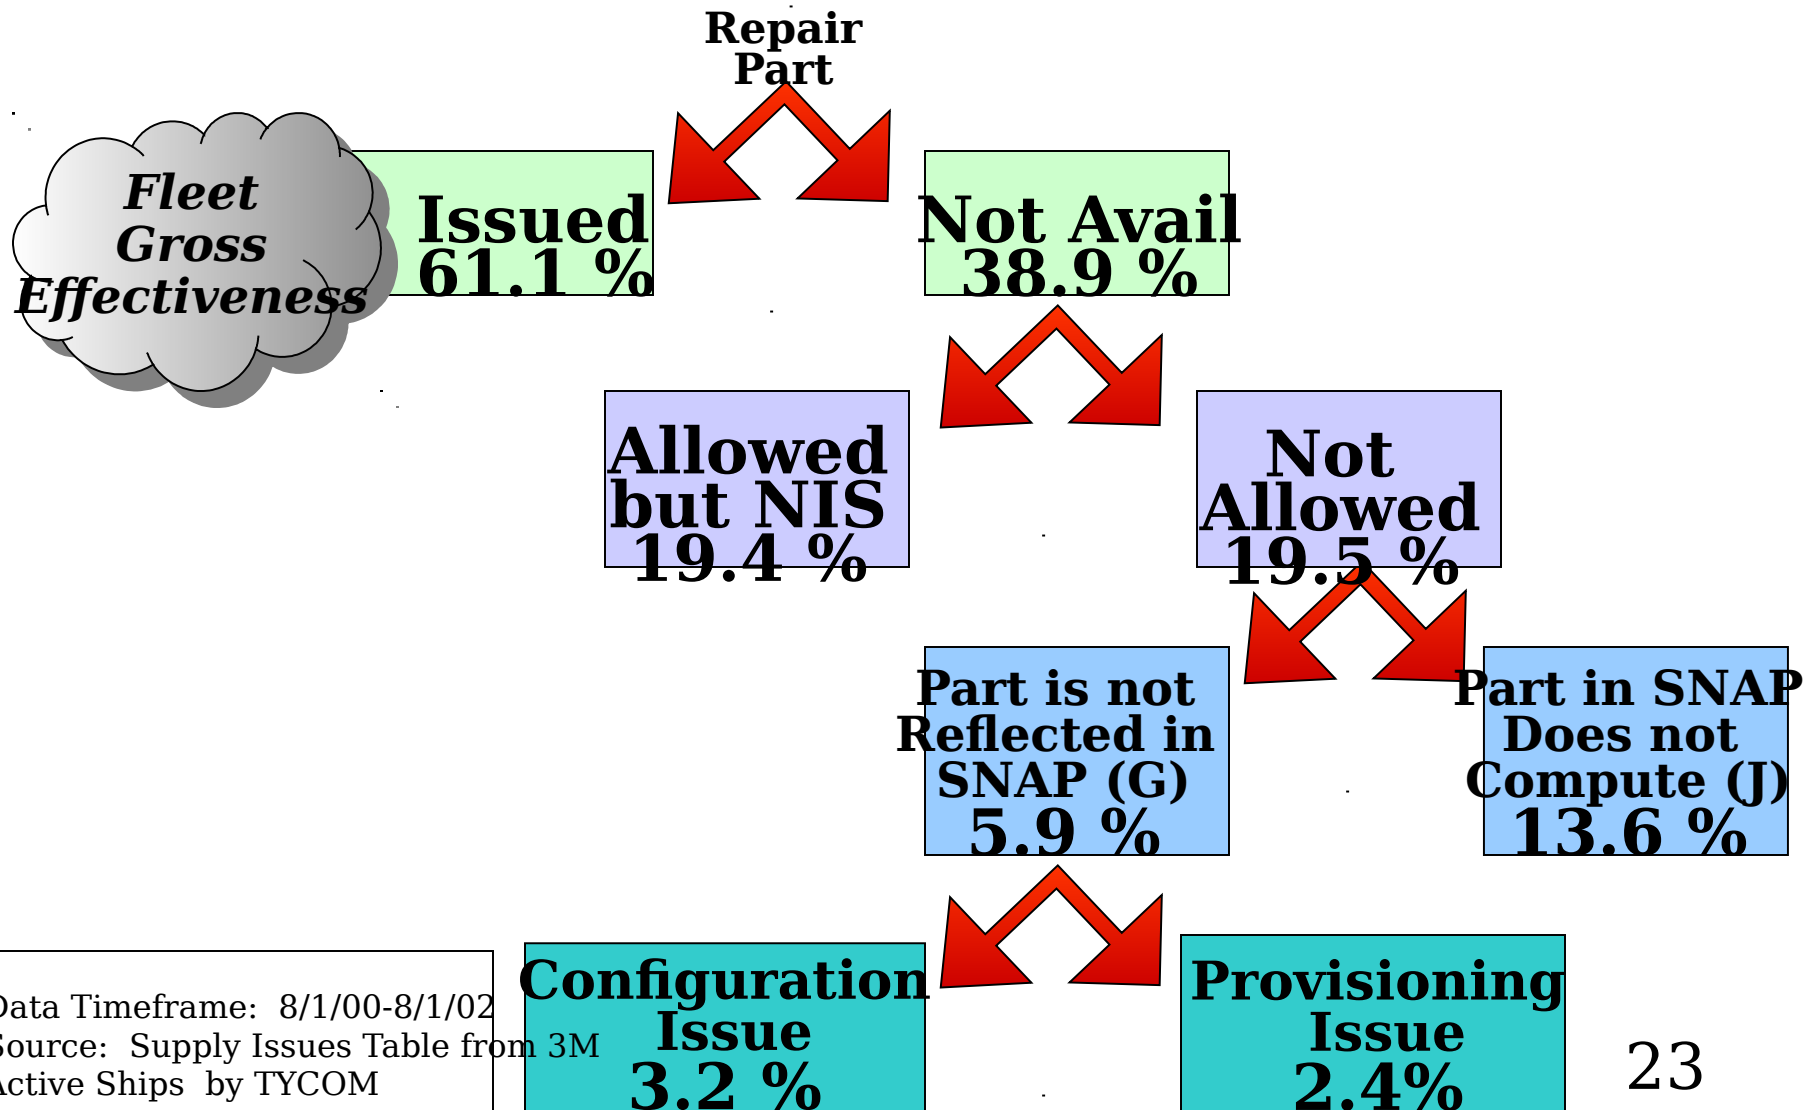 Repair
Part
Fleet
Gross
Effectiveness
Issued
61.1 %
Not Avail
38.9 %
Allowed
but NIS
19.4 %
Not
Allowed
19.5 %
Part is not
Reflected in
SNAP (G)
5.9 %
Part in SNAP
Does not
Compute (J)
13.6 %
Configuration
Issue
3.2 %
Provisioning
Issue
2.4%
Data Timeframe:  8/1/00-8/1/02
Source:  Supply Issues Table from 3M
Active Ships  by TYCOM
23